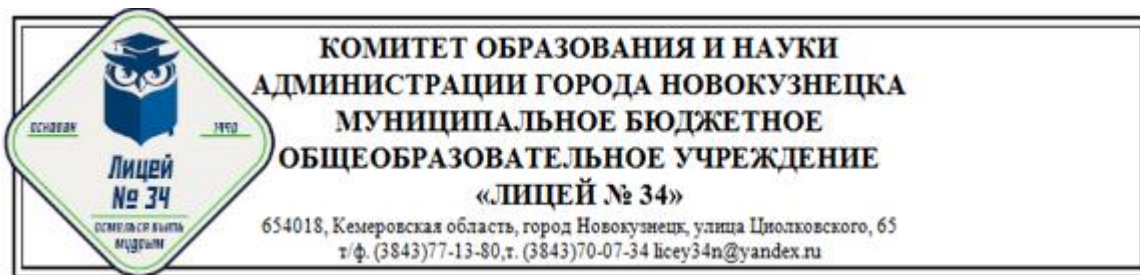 КОМИТЕТ ОБРАЗОВАНИЯ И НАУКИ
АДМИНИСТРАЦИИ ГОРОДА НОВОКУЗНЕЦКА
МУНИЦИПАЛЬНОЕ БЮДЖЕТНОЕ
ОБЩЕОБРАЗОВАТЕЛЬНОЕ УЧРЕЖДЕНИЕ
«ЛИЦЕЙ № 34»
654018, Кемеровская область, город Новокузнецк, улица Циолковского, 65
т/ф. (3843)77-13-80,т. (3843)70-07-34 licey34n@yandex.ru
основан 1990
Лицей
№ 34
осмелься быть
мудрым